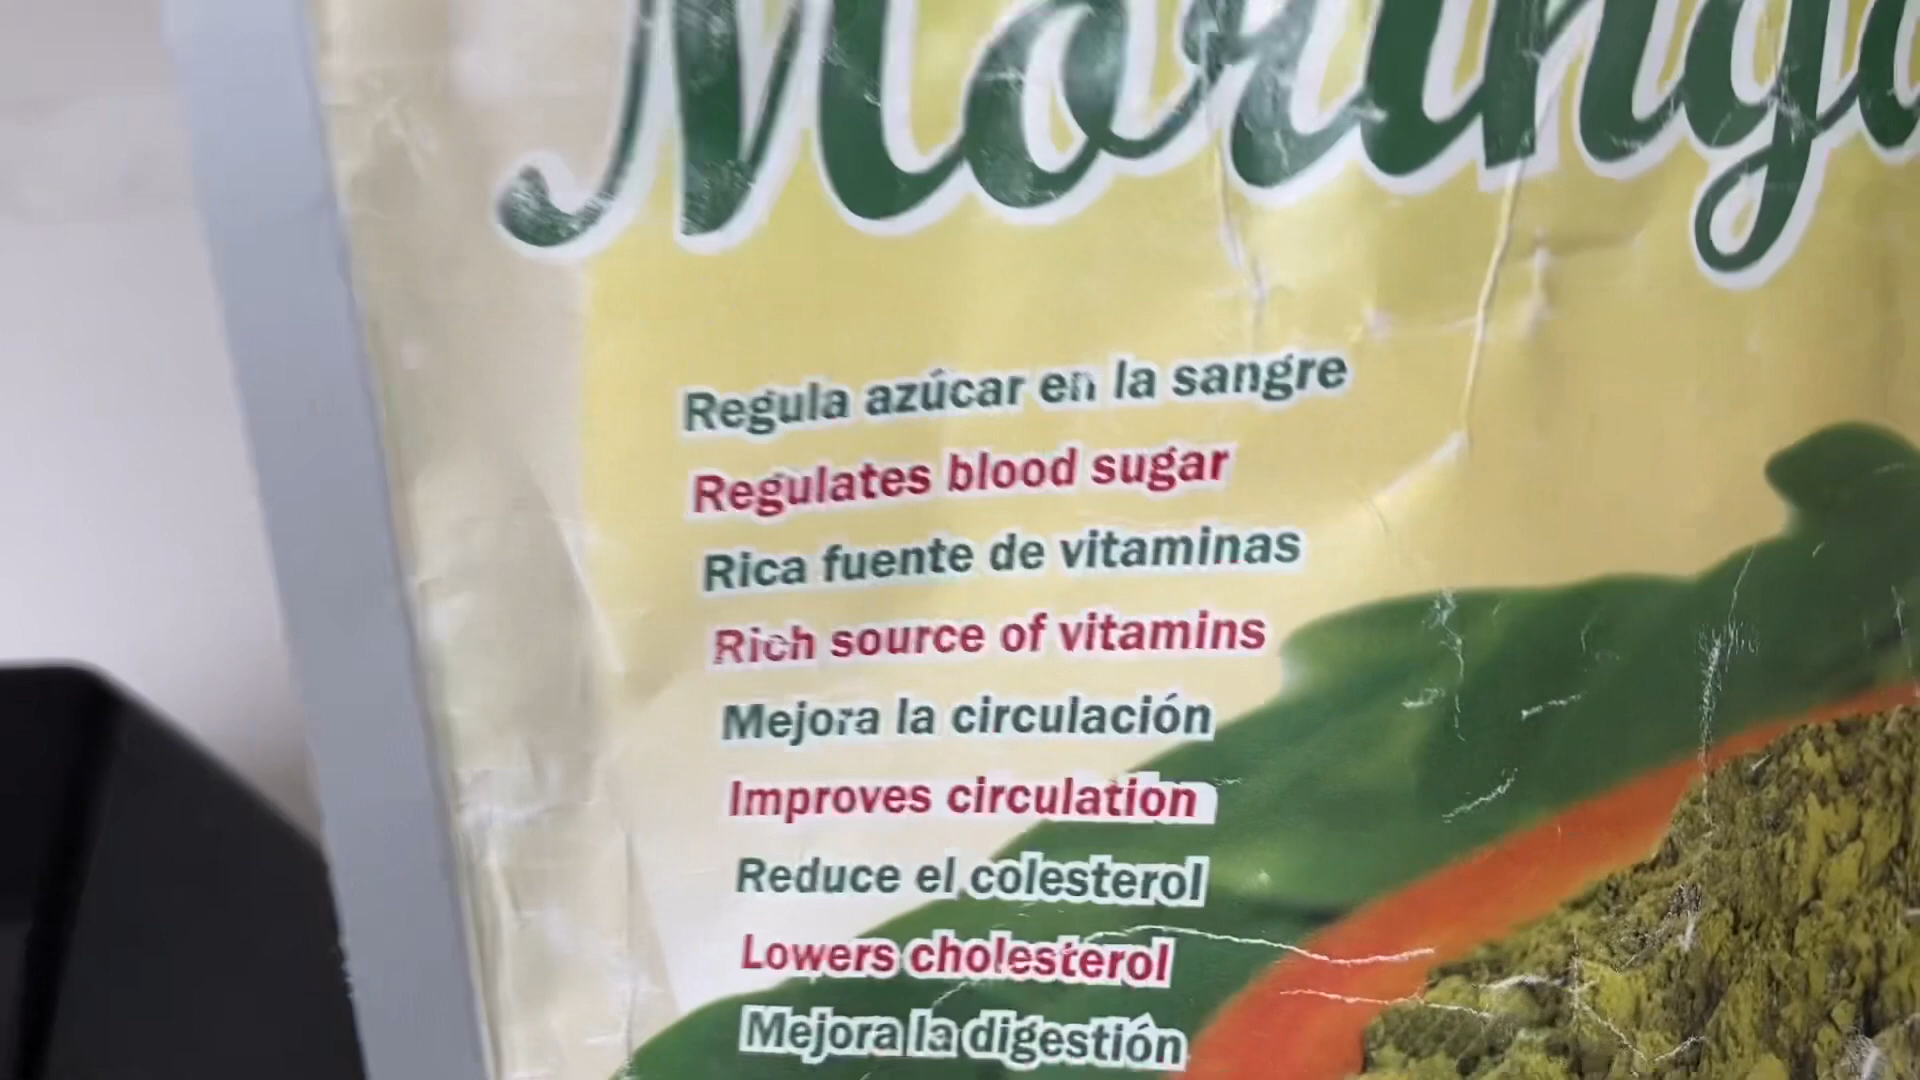 Moringa
Regula azúcar en la sangre
Regulates blood sugar
Rica fuente de vitaminas
Rich source of vitamins
Mejora la circulación
Improves circulation
Reduce el colesterol
Lowers cholesterol
Mejora la digestión